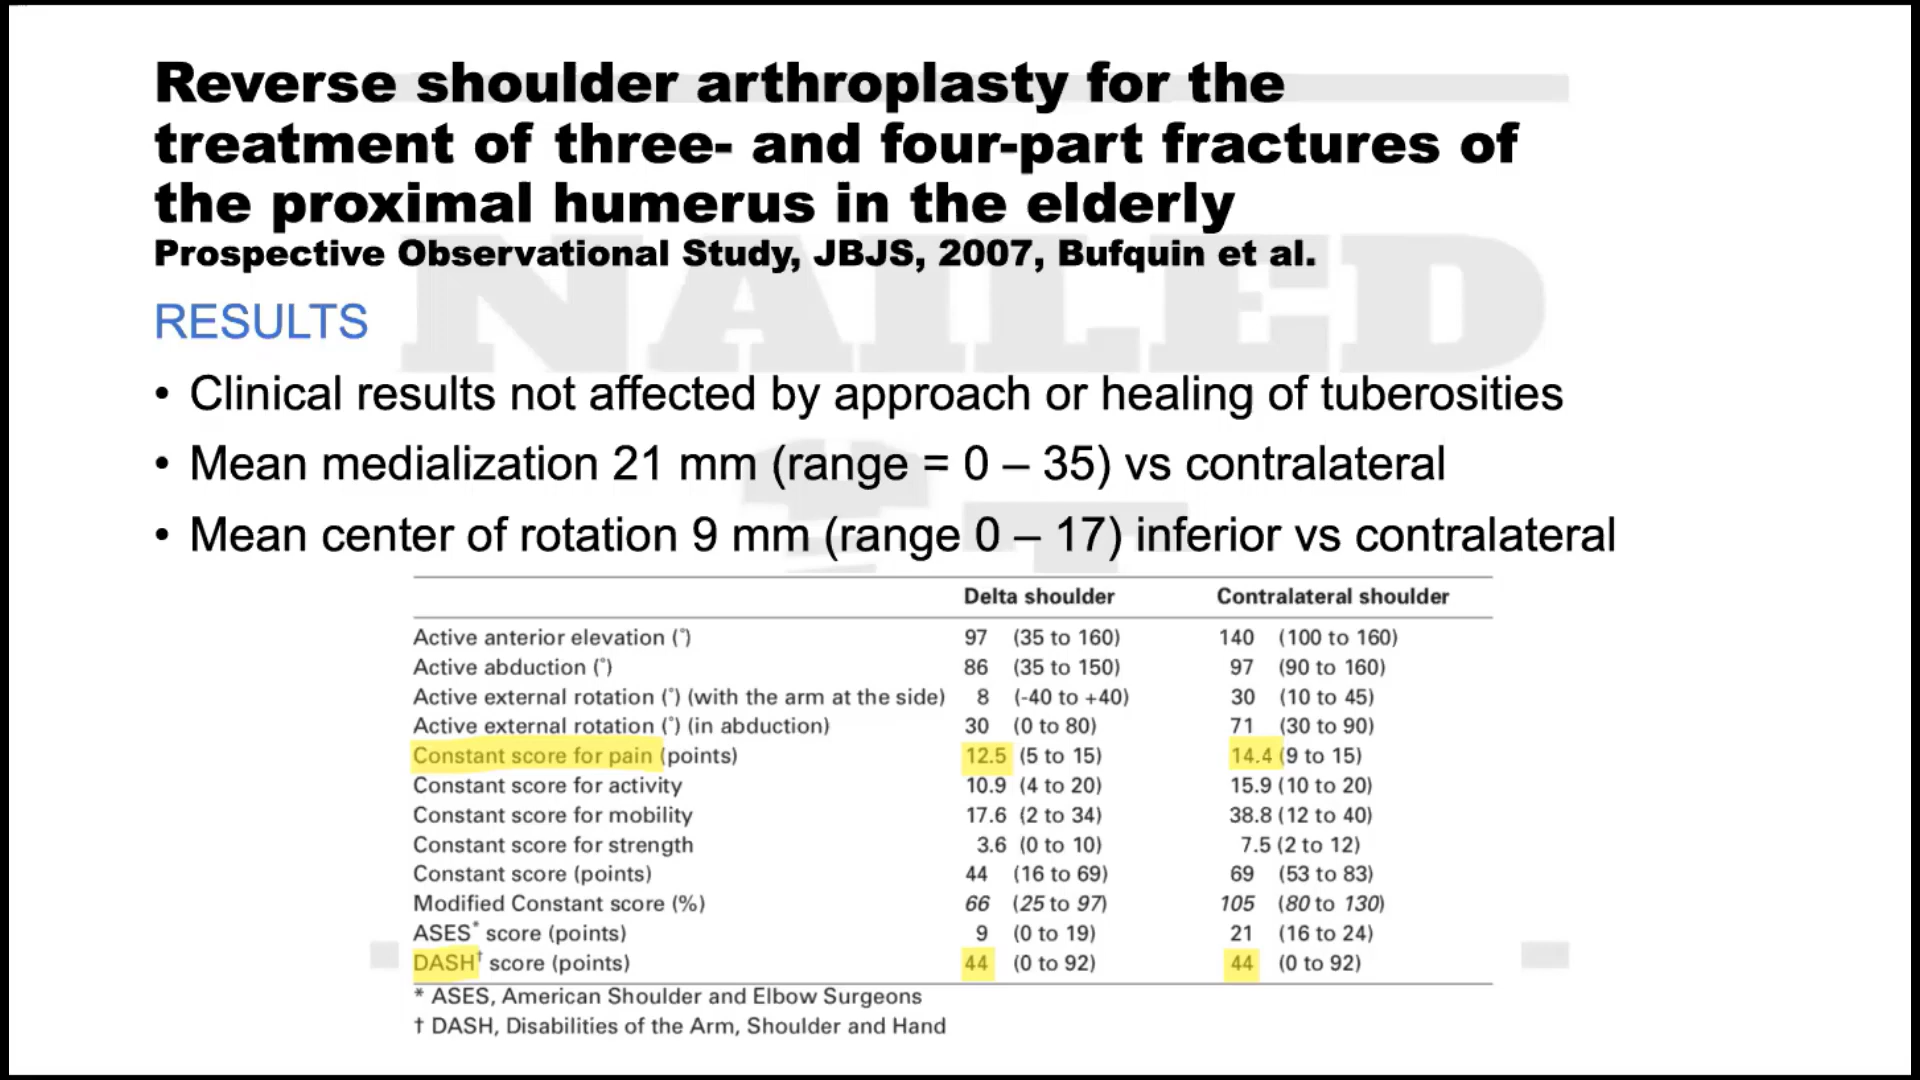 Reverse shoulder arthroplasty for the
treatment of three- and four-part fractures of
the proximal humerus in the elderly
Prospective Observational Study, JBJS, 2007, Bufquin et al.
NAILED
RESULTS
• Clinical results not affected by approach or healing of tuberosities
• Mean medialization 21 mm (range = 0 – 35) vs contralateral
• Mean center of rotation 9 mm (range 0 – 17) inferior vs contralateral
Delta shoulder Contralateral shoulder
Active anterior elevation (°) 97 (35 to 160) 140 (100 to 160)
Active abduction (°) 86 (35 to 150) 97 (90 to 160)
Active external rotation (°) (with the arm at the side) 8 (-40 to +40) 30 (10 to 45)
Active external rotation (°) (in abduction) 30 (0 to 80) 71 (30 to 90)
Constant score for pain (points) 12.5 (5 to 15) 14.4 (9 to 15)
Constant score for activity 10.9 (4 to 20) 15.9 (10 to 20)
Constant score for mobility 17.6 (2 to 34) 38.8 (12 to 40)
Constant score for strength 3.6 (0 to 10) 7.5 (2 to 12)
Constant score (points) 44 (16 to 69) 69 (53 to 83)
Modified Constant score (%) 66 (25 to 97) 105 (80 to 130)
ASES* score (points) 9 (0 to 19) 21 (16 to 24)
DASH† score (points) 44 (0 to 92) 44 (0 to 92)
* ASES, American Shoulder and Elbow Surgeons
† DASH, Disabilities of the Arm, Shoulder and Hand